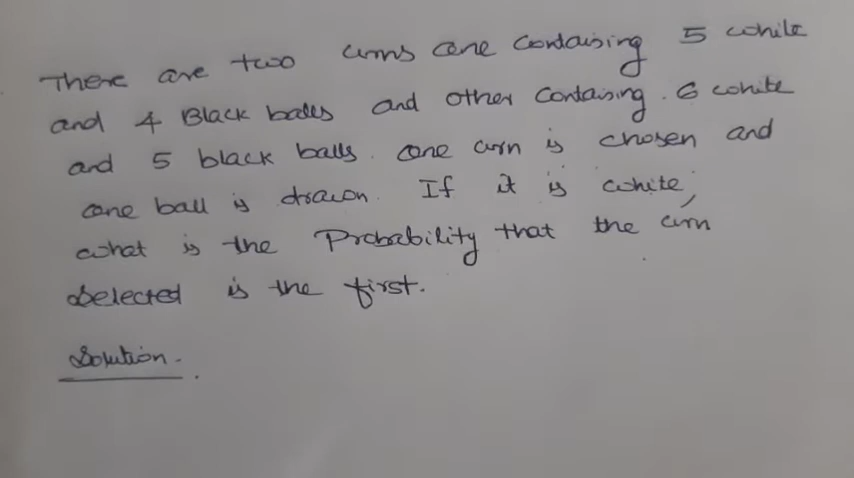 There are two urns one containing 5 white
and 4 Black balls and other containing. 6 white
and 5 black balls. one urn is chosen and
one ball is drawn. If it is white,
what is the Probability that the urn
selected is the first.
Solution.